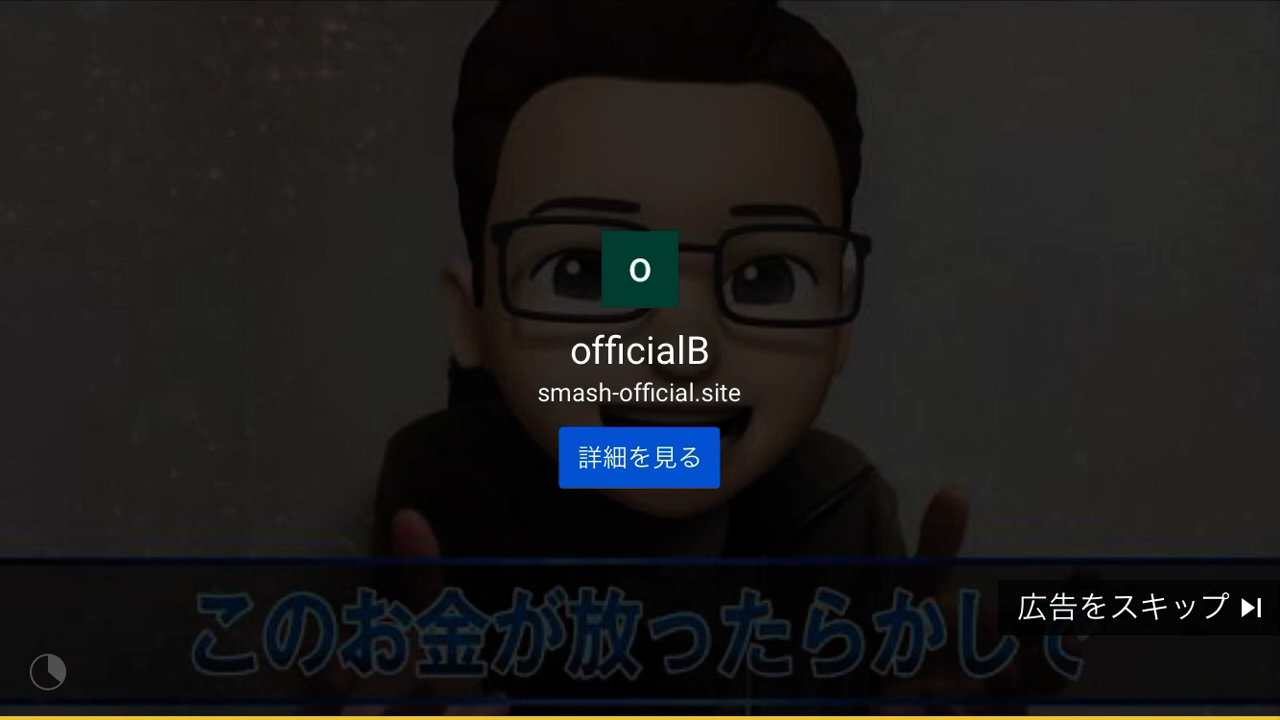 O
officialB
smash-official.site
詳細を見る
広告をスキップ
このお金が放ったらかして